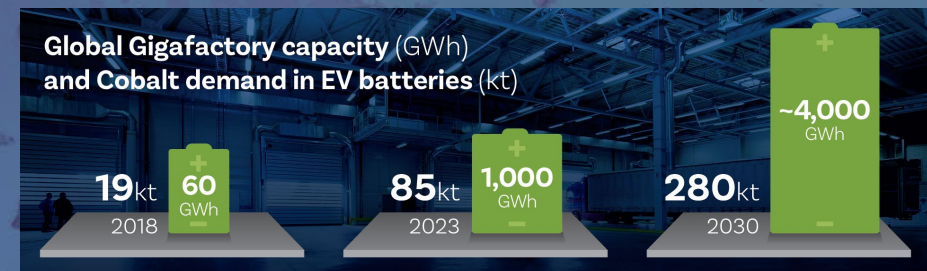 Global Gigafactory capacity (GWh)
and Cobalt demand in EV batteries (kt)
19kt
60
GWh
2018
85kt
1,000
GWh
2023
280kt
~4,000
GWh
2030